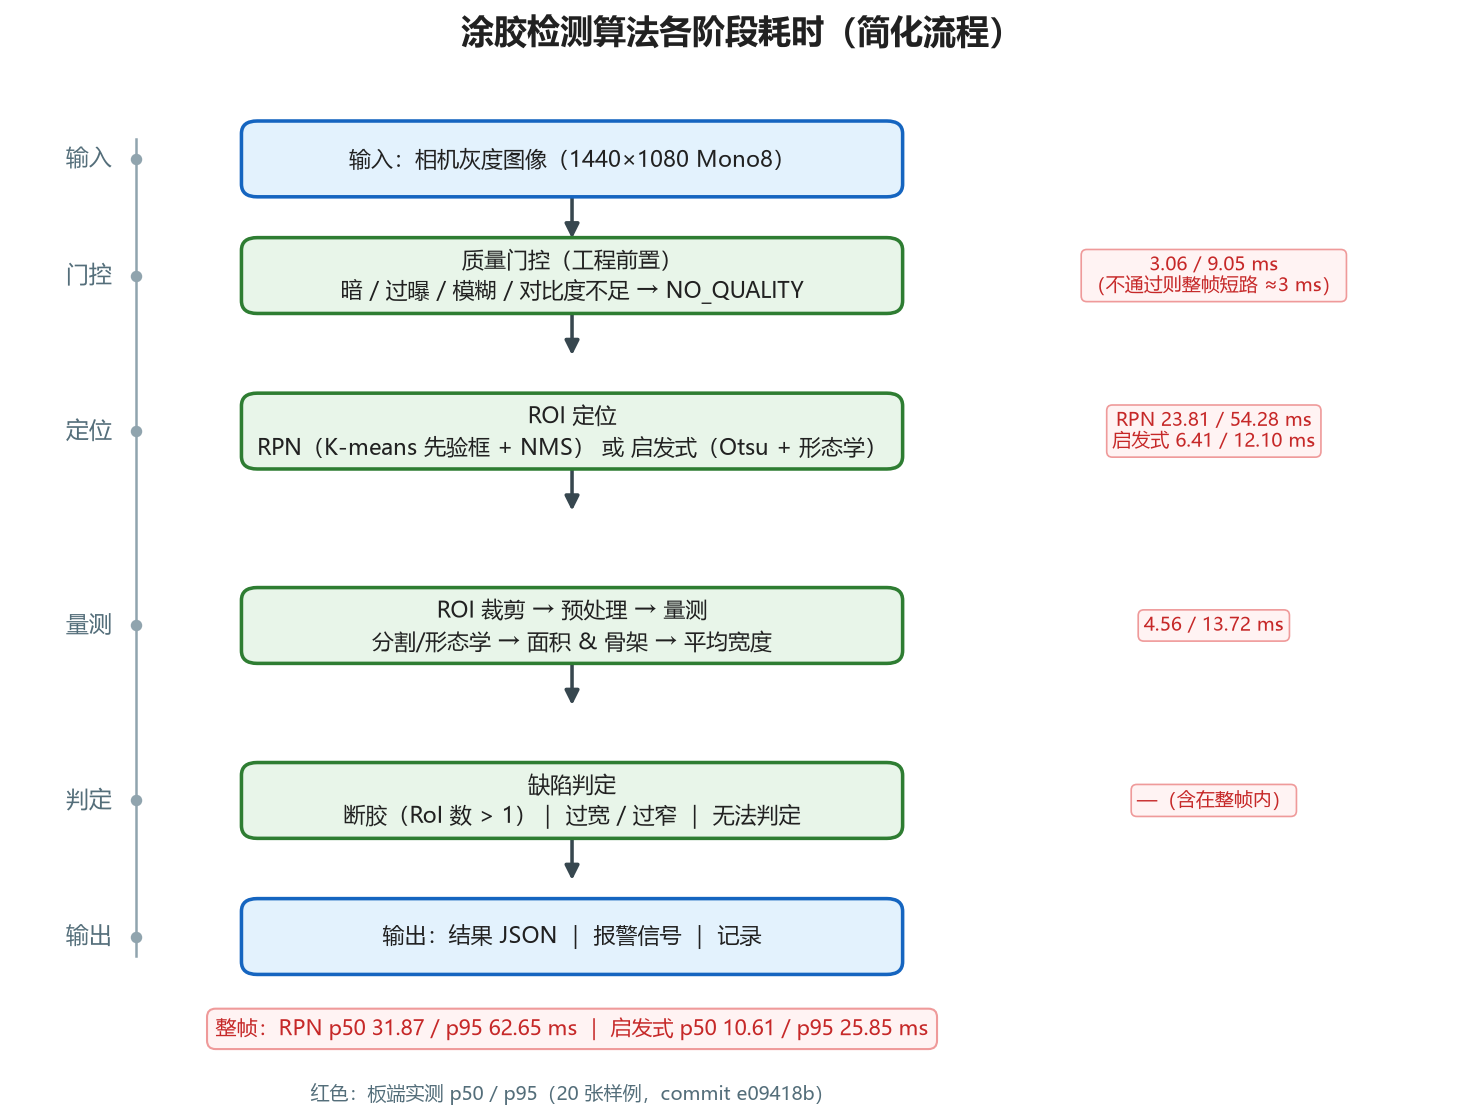 涂胶检测算法各阶段耗时（简化流程）
输入
输入：相机灰度图像（1440×1080 Mono8）
门控
质量门控（工程前置）
暗 / 过曝 / 模糊 / 对比度不足 → NO_QUALITY
3.06 / 9.05 ms
（不通过则整帧短路 ≈3 ms）
定位
ROI 定位
RPN（K-means 先验框 + NMS） 或 启发式（Otsu + 形态学）
RPN 23.81 / 54.28 ms
启发式 6.41 / 12.10 ms
量测
ROI 裁剪 → 预处理 → 量测
分割/形态学 → 面积 & 骨架 → 平均宽度
4.56 / 13.72 ms
判定
缺陷判定
断胶（RoI 数 > 1） | 过宽 / 过窄 | 无法判定
—（含在整帧内）
输出
输出：结果 JSON | 报警信号 | 记录
整帧：RPN p50 31.87 / p95 62.65 ms | 启发式 p50 10.61 / p95 25.85 ms
红色：板端实测 p50 / p95（20 张样例，commit e09418b）